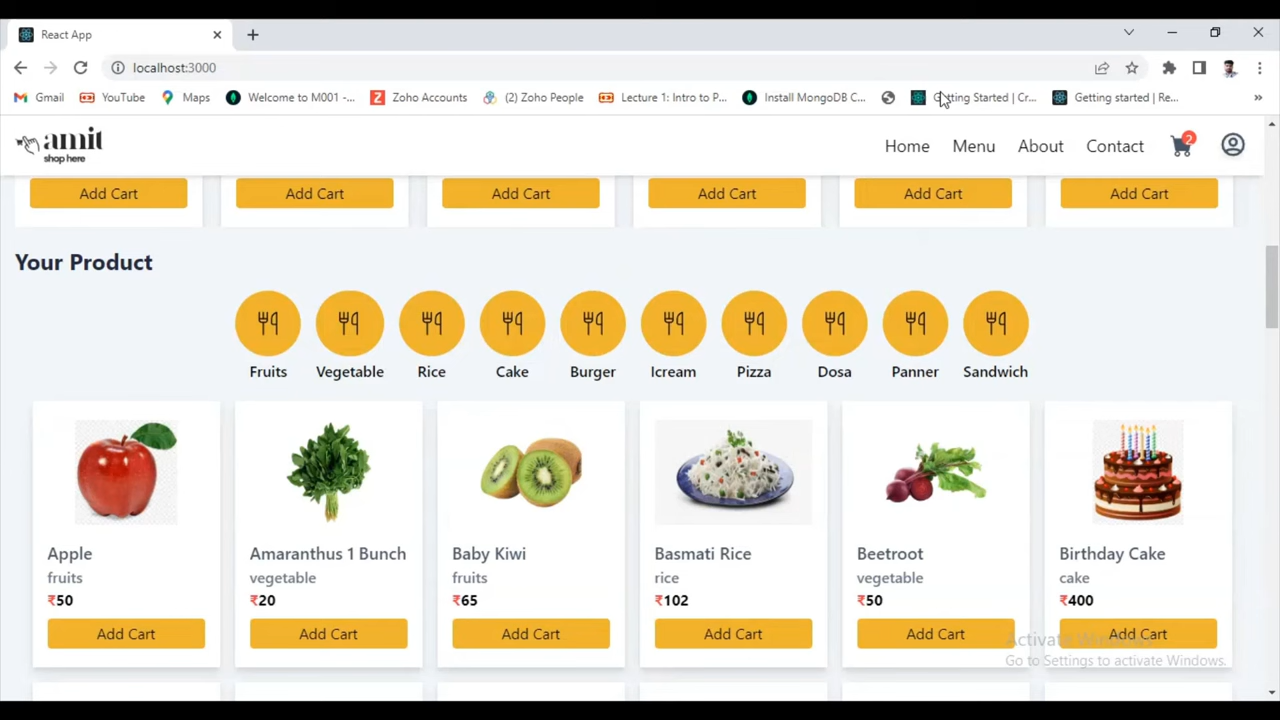 React App
localhost:3000
Gmail
YouTube
Maps
Welcome to M001 -...
Zoho Accounts
(2) Zoho People
Lecture 1: Intro to P...
Install MongoDB C...
Getting Started | Cr...
Getting started | Re...
»
amit
shop here
Home
Menu
About
Contact
2
Add Cart
Add Cart
Add Cart
Add Cart
Add Cart
Add Cart
Your Product
Fruits
Vegetable
Rice
Cake
Burger
Icream
Pizza
Dosa
Panner
Sandwich
Apple
fruits
₹50
Add Cart
Amaranthus 1 Bunch
vegetable
₹20
Add Cart
Baby Kiwi
fruits
₹65
Add Cart
Basmati Rice
rice
₹102
Add Cart
Beetroot
vegetable
₹50
Add Cart
Birthday Cake
cake
₹400
Add Cart
Activate Windows
Go to Settings to activate Windows.